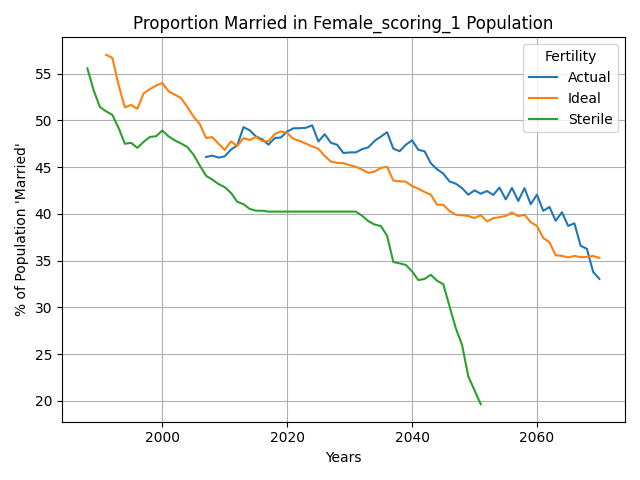 Proportion Married in Female_scoring_1 Population
% of Population 'Married'
55
50
45
40
35
30
25
20
Fertility
Actual
Ideal
Sterile
2000 2020 2040 2060
Years